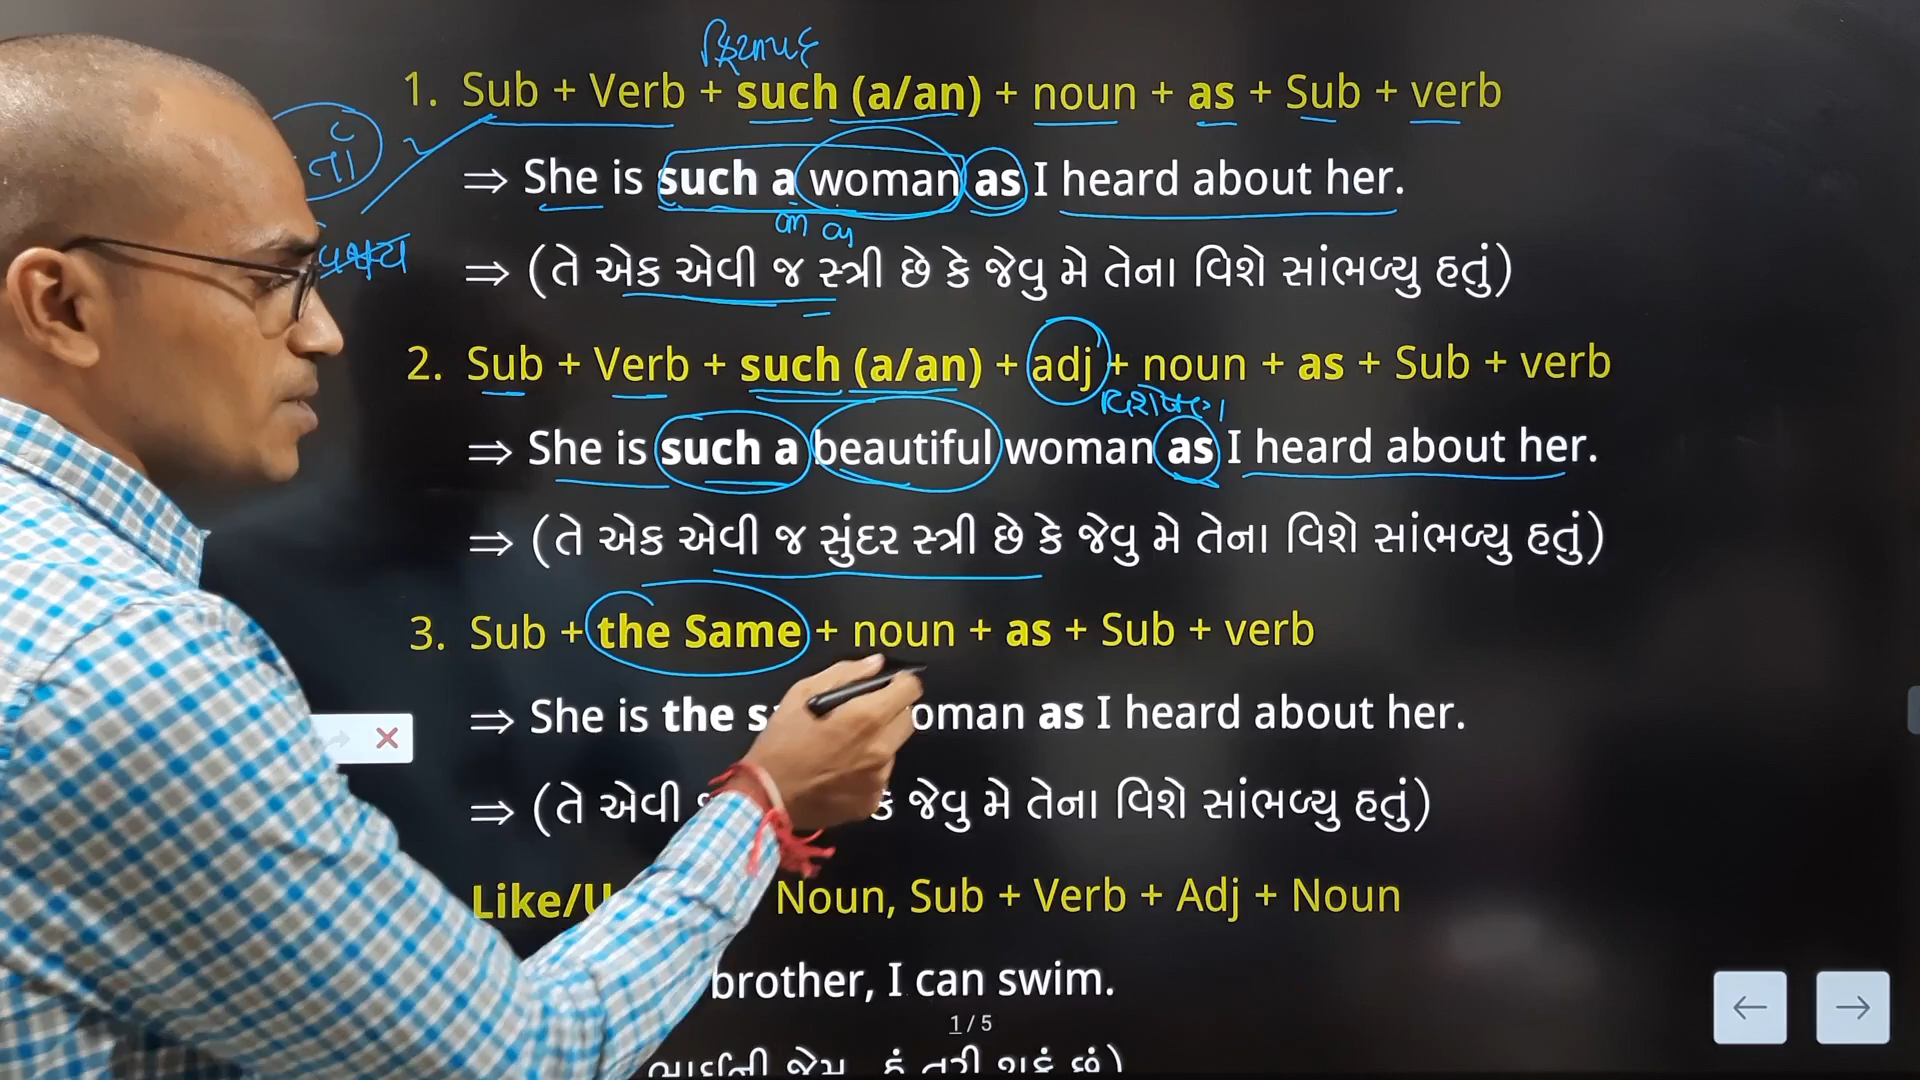 ક્રિયાપદ
1. Sub + Verb + such (a/an) + noun + as + Sub + verb
⇒ She is such a woman as I heard about her.
⇒ (તે એક એવી જ સ્ત્રી છે કે જેવુ મે તેના વિશે સાંભળ્યુ હતું)
2. Sub + Verb + such (a/an) + adj + noun + as + Sub + verb
વિશેષણ
⇒ She is such a beautiful woman as I heard about her.
⇒ (તે એક એવી જ સુંદર સ્ત્રી છે કે જેવુ મે તેના વિશે સાંભળ્યુ હતું)
3. Sub + the Same + noun + as + Sub + verb
⇒ She is the as I heard about her.
⇒ (તે એવી જેવુ મે તેના વિશે સાંભળ્યુ હતું)
Like/ Noun, Sub + Verb + Adj + Noun
brother, I can swim.
1 / 5